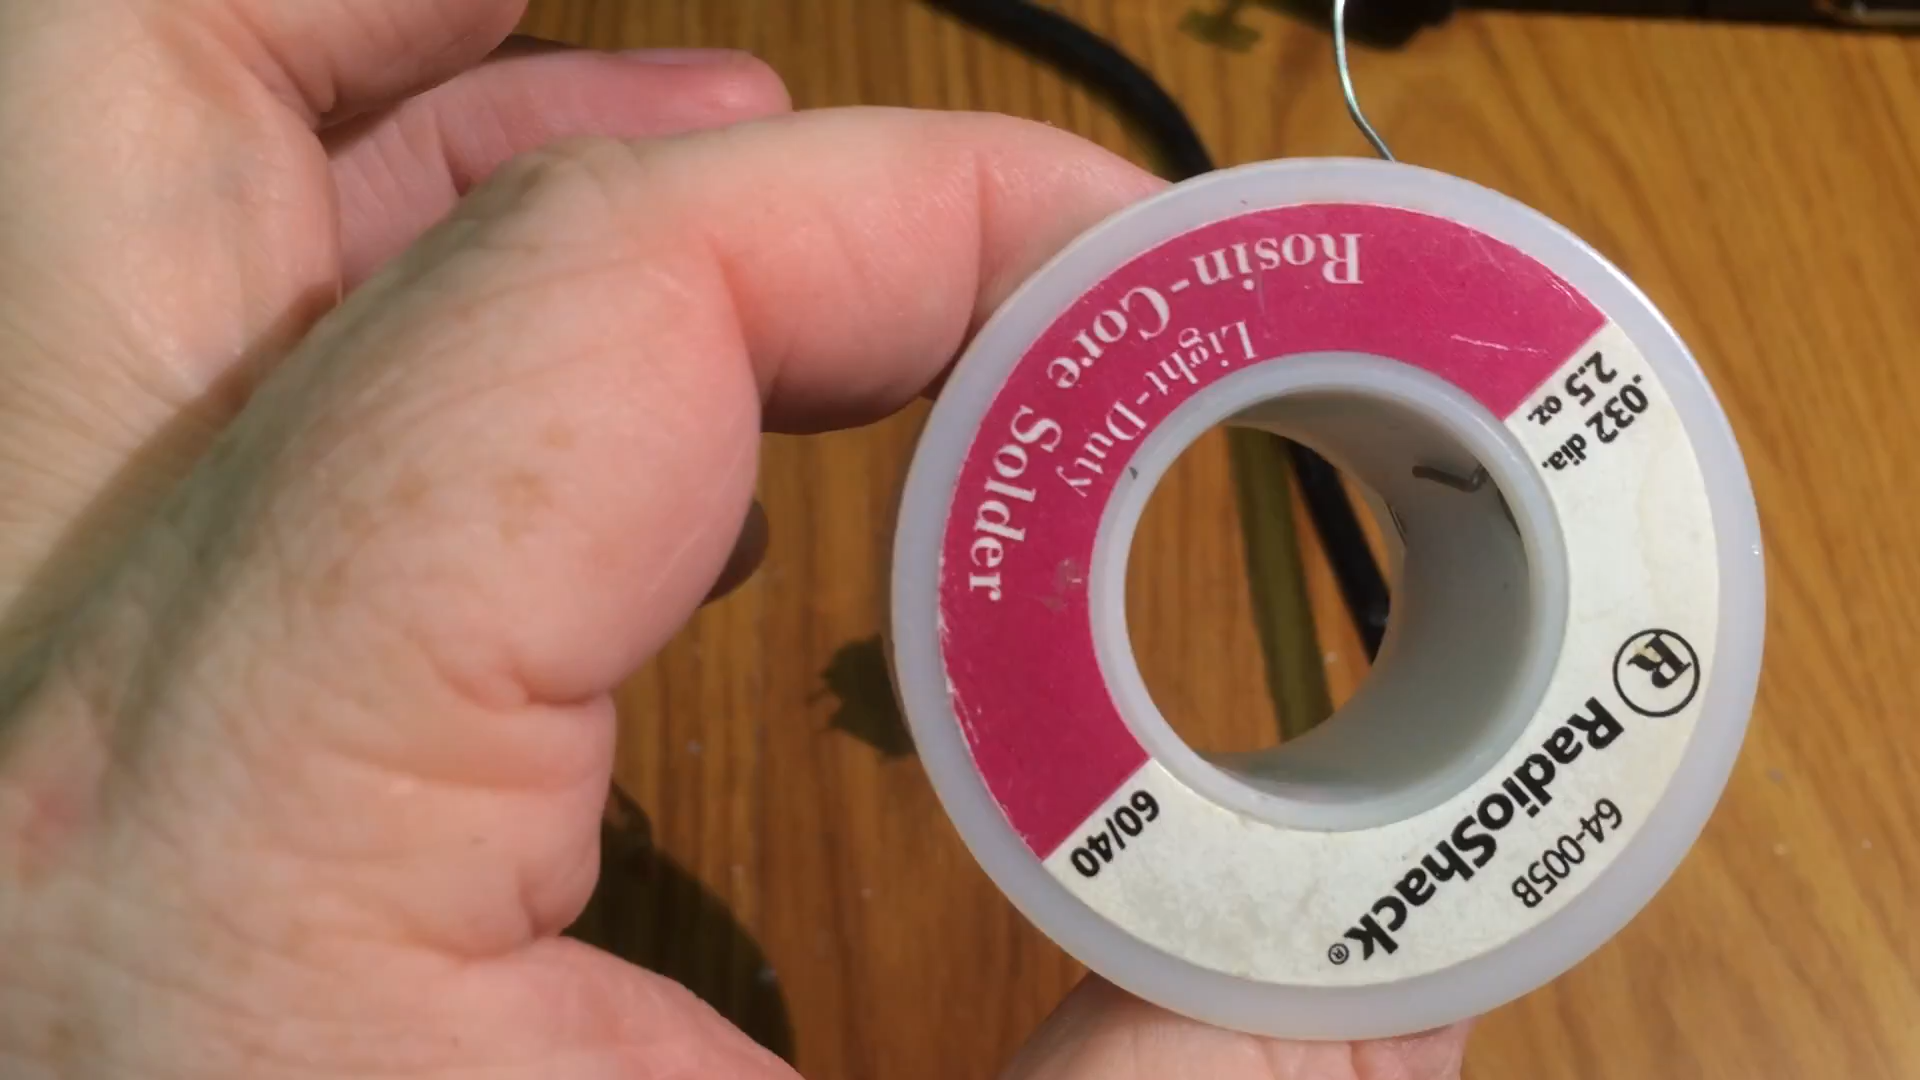 Rosin-Core Solder
Light-Duty
.032 dia.
2.5 oz.
60/40
R RadioShack®
64-005B